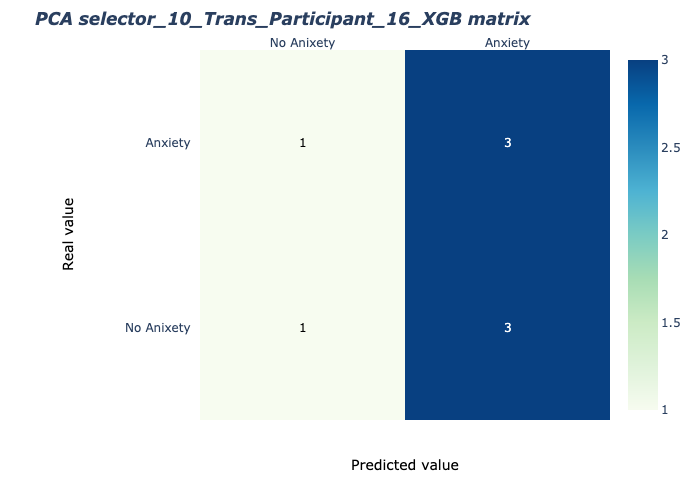 PCA selector_10_Trans_Participant_16_XGB matrix
No Anixety
Anxiety
3
Anxiety
1
3
2.5
Real value
2
1.5
No Anixety
1
3
1
Predicted value